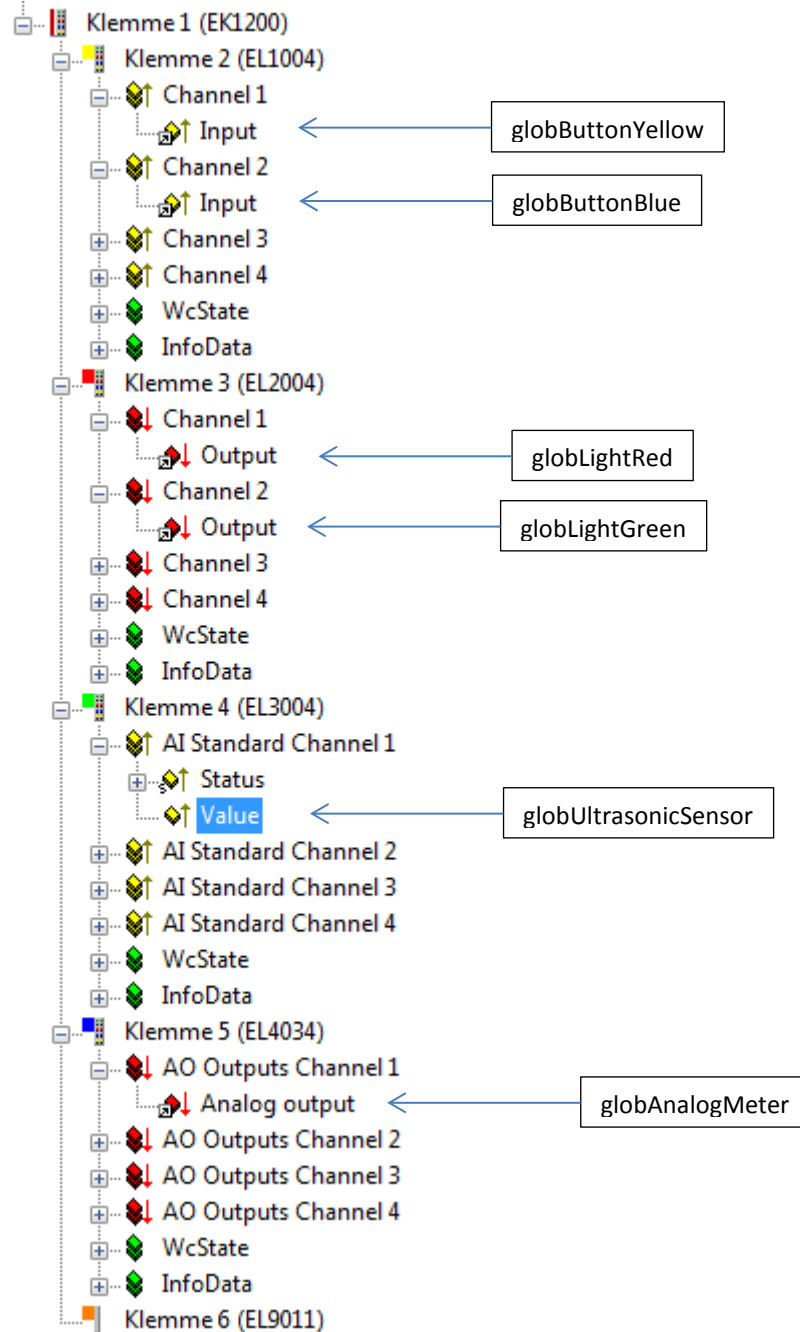 Klemme 1 (EK1200)
Klemme 2 (EL1004)
Channel 1
Input
globButtonYellow
Channel 2
Input
globButtonBlue
Channel 3
Channel 4
WcState
InfoData
Klemme 3 (EL2004)
Channel 1
Output
globLightRed
Channel 2
Output
globLightGreen
Channel 3
Channel 4
WcState
InfoData
Klemme 4 (EL3004)
AI Standard Channel 1
Status
Value
globUltrasonicSensor
AI Standard Channel 2
AI Standard Channel 3
AI Standard Channel 4
WcState
InfoData
Klemme 5 (EL4034)
AO Outputs Channel 1
Analog output
globAnalogMeter
AO Outputs Channel 2
AO Outputs Channel 3
AO Outputs Channel 4
WcState
InfoData
Klemme 6 (EL9011)